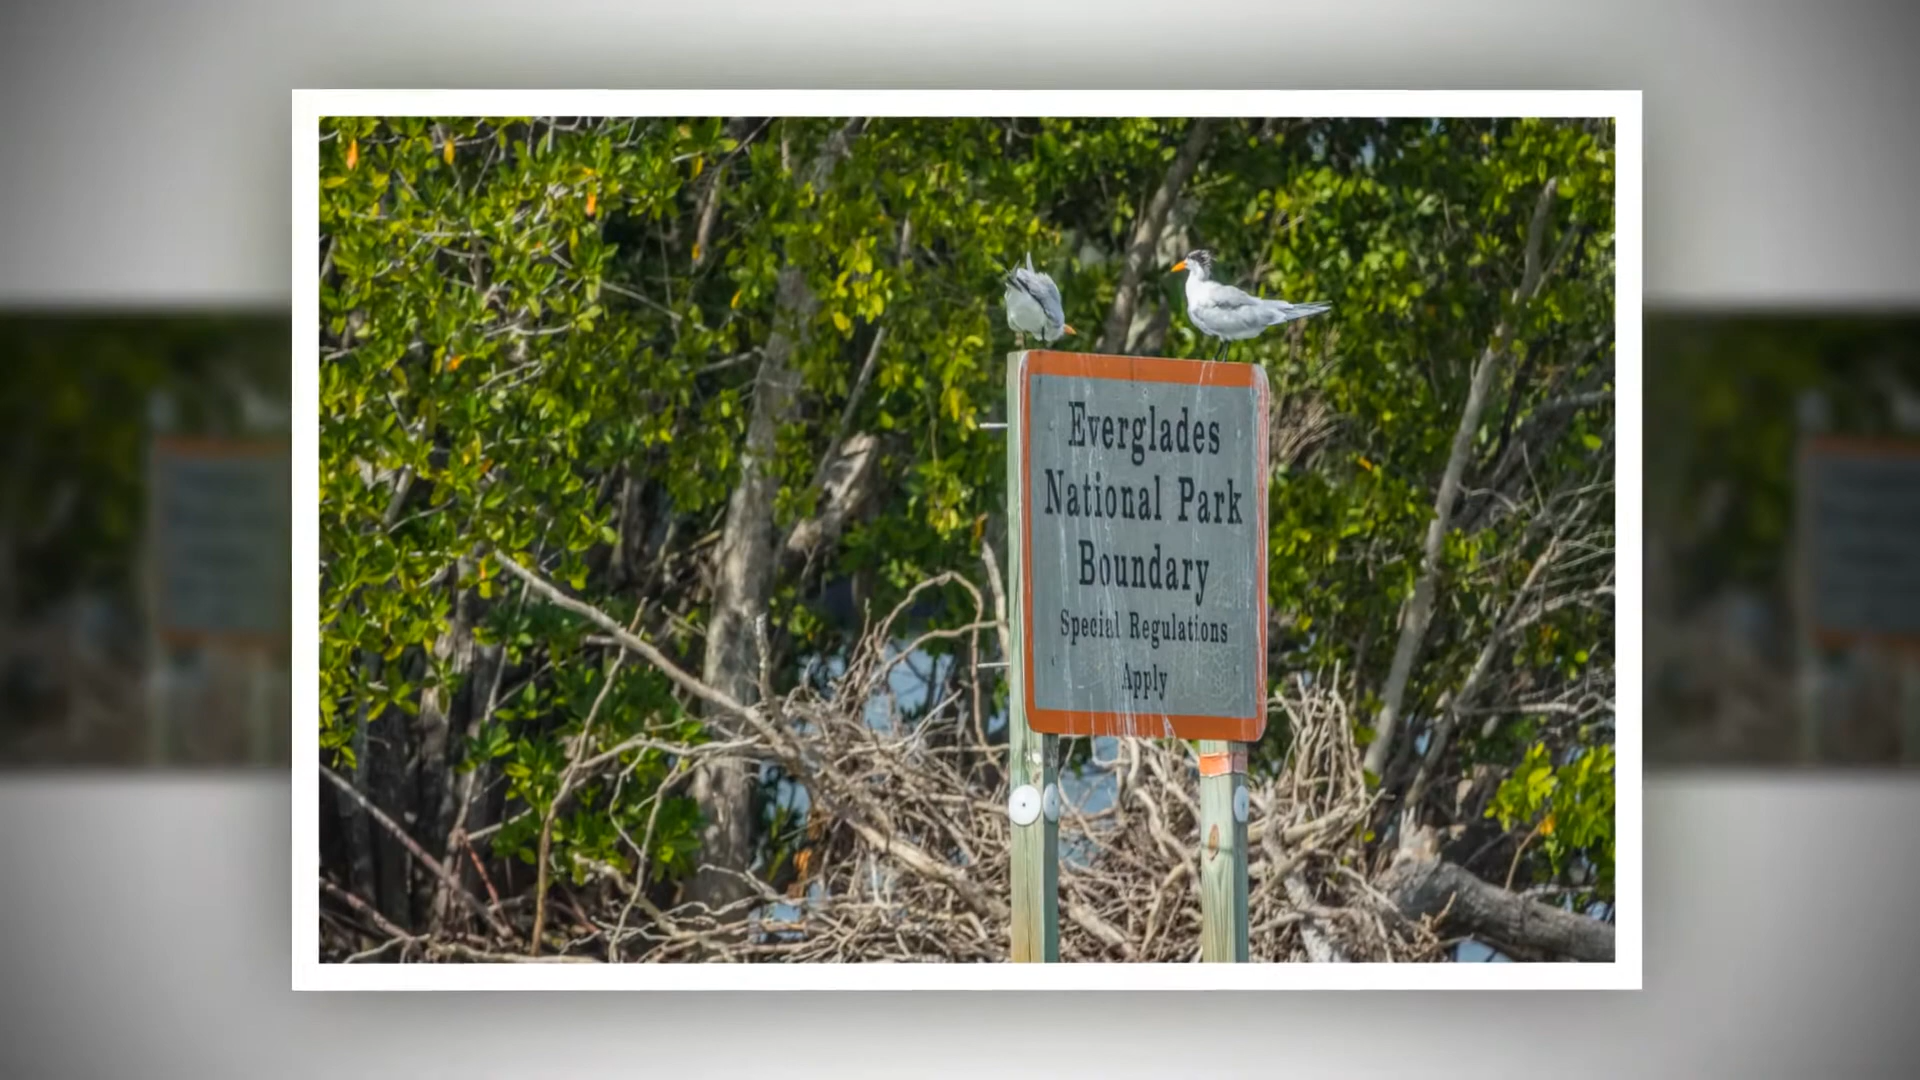 Everglades
National Park
Boundary
Special Regulations
Apply